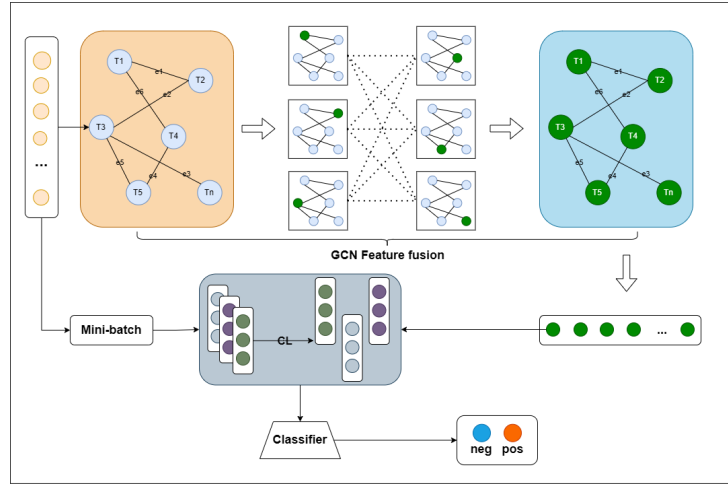 T1
e1
T2
e6
e2
T3
T4
e5
e4
e3
T5
Tn
...
T1
e1
T2
e6
e2
T3
T4
e5
e4
e3
T5
Tn
GCN Feature fusion
Mini-batch
CL
...
Classifier
neg pos